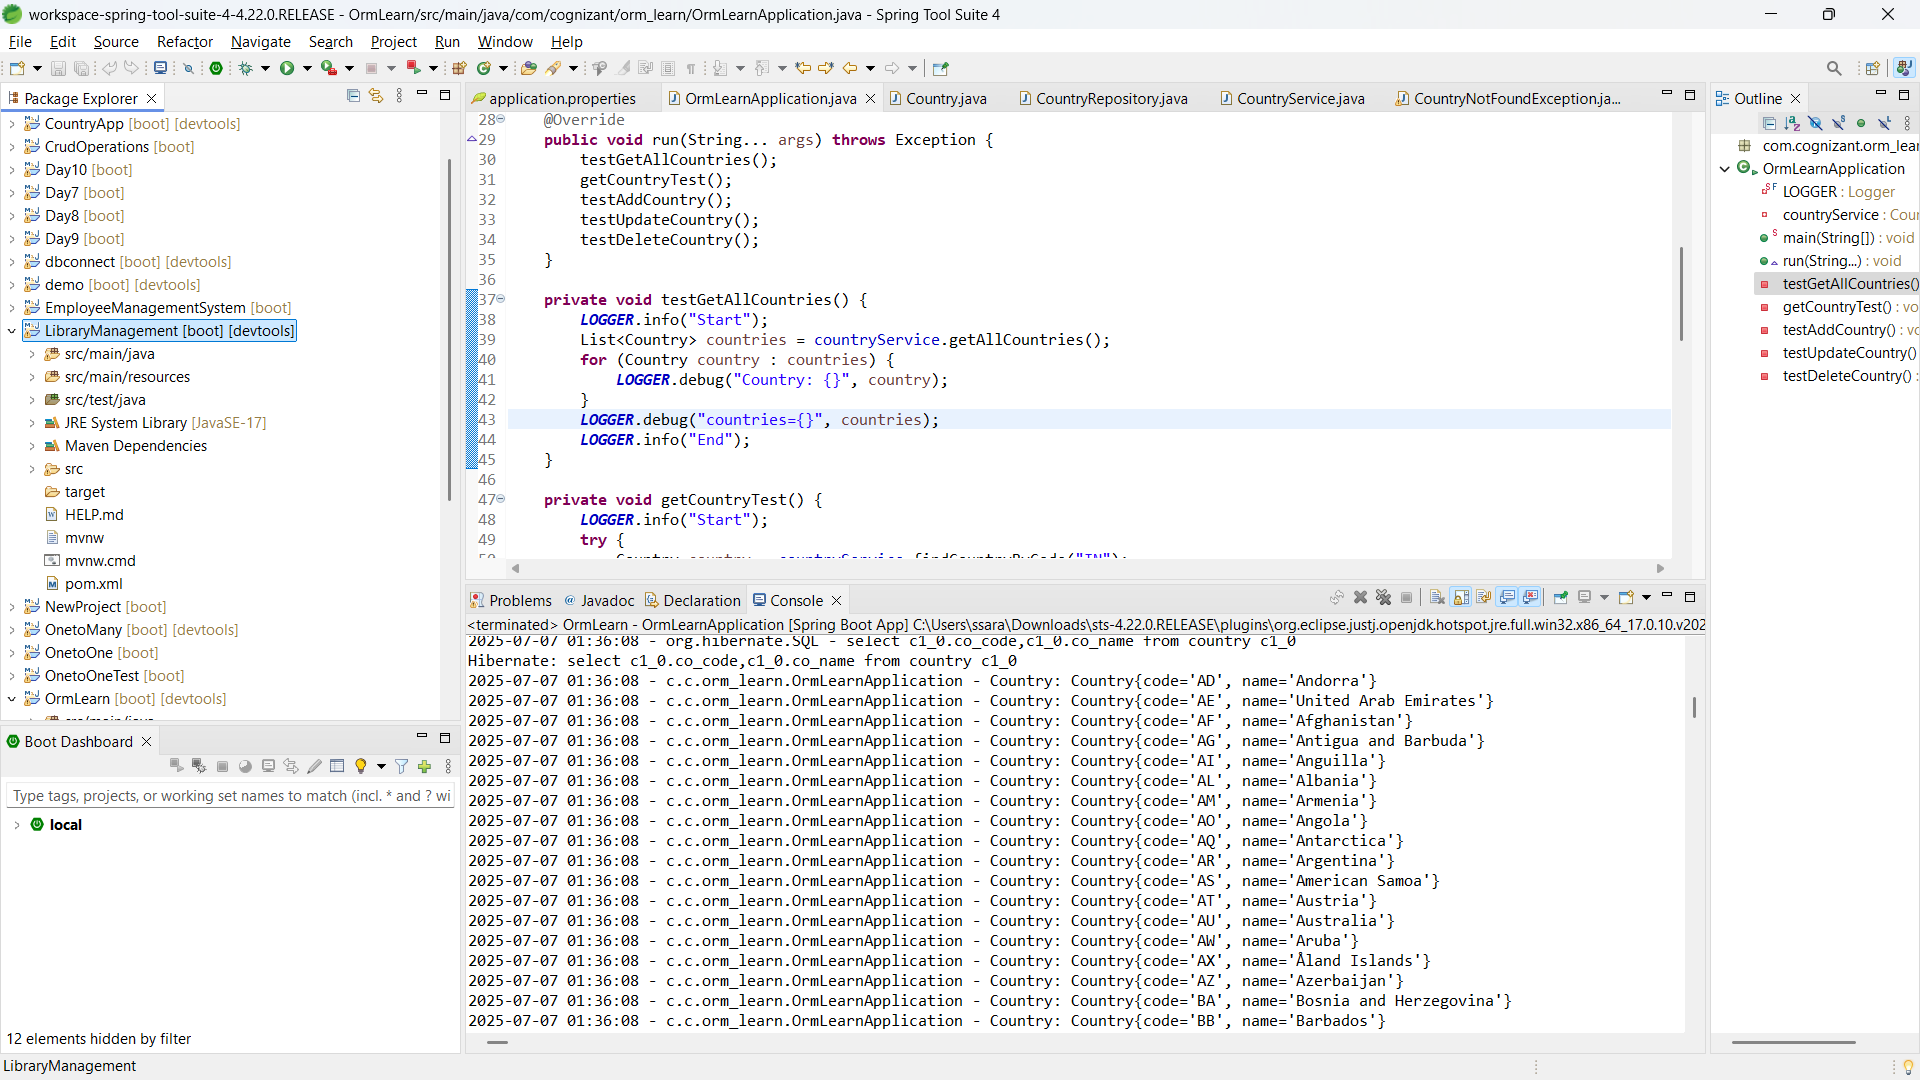 workspace-spring-tool-suite-4-4.22.0.RELEASE - OrmLearn/src/main/java/com/cognizant/orm_learn/OrmLearnApplication.java - Spring Tool Suite 4
File Edit Source Refactor Navigate Search Project Run Window Help
Package Explorer
CountryApp [boot] [devtools]
CrudOperations [boot]
Day10 [boot]
Day7 [boot]
Day8 [boot]
Day9 [boot]
dbconnect [boot] [devtools]
demo [boot] [devtools]
EmployeeManagementSystem [boot]
LibraryManagement [boot] [devtools]
src/main/java
src/main/resources
src/test/java
JRE System Library [JavaSE-17]
Maven Dependencies
src
target
HELP.md
mvnw
mvnw.cmd
pom.xml
NewProject [boot]
OnetoMany [boot] [devtools]
OnetoOne [boot]
OnetoOneTest [boot]
OrmLearn [boot] [devtools]
Boot Dashboard
Type tags, projects, or working set names to match (incl. * and ? wi
local
12 elements hidden by filter
application.properties OrmLearnApplication.java Country.java CountryRepository.java CountryService.java CountryNotFoundException.ja...
28 @Override
29 public void run(String... args) throws Exception {
30 testGetAllCountries();
31 getCountryTest();
32 testAddCountry();
33 testUpdateCountry();
34 testDeleteCountry();
35 }
36
37 private void testGetAllCountries() {
38 LOGGER.info("Start");
39 List<Country> countries = countryService.getAllCountries();
40 for (Country country : countries) {
41 LOGGER.debug("Country: {}", country);
42 }
43 LOGGER.debug("countries={}", countries);
44 LOGGER.info("End");
45 }
46
47 private void getCountryTest() {
48 LOGGER.info("Start");
49 try {
50 Country country = countryService.findCountryByCode("IN");
Problems Javadoc Declaration Console
<terminated> OrmLearn - OrmLearnApplication [Spring Boot App] C:\Users\ssara\Downloads\sts-4.22.0.RELEASE\plugins\org.eclipse.justj.openjdk.hotspot.jre.full.win32.x86_64_17.0.10.v202
2025-07-07 01:36:08 - org.hibernate.SQL - select c1_0.co_code,c1_0.co_name from country c1_0
Hibernate: select c1_0.co_code,c1_0.co_name from country c1_0
2025-07-07 01:36:08 - c.c.orm_learn.OrmLearnApplication - Country: Country{code='AD', name='Andorra'}
2025-07-07 01:36:08 - c.c.orm_learn.OrmLearnApplication - Country: Country{code='AE', name='United Arab Emirates'}
2025-07-07 01:36:08 - c.c.orm_learn.OrmLearnApplication - Country: Country{code='AF', name='Afghanistan'}
2025-07-07 01:36:08 - c.c.orm_learn.OrmLearnApplication - Country: Country{code='AG', name='Antigua and Barbuda'}
2025-07-07 01:36:08 - c.c.orm_learn.OrmLearnApplication - Country: Country{code='AI', name='Anguilla'}
2025-07-07 01:36:08 - c.c.orm_learn.OrmLearnApplication - Country: Country{code='AL', name='Albania'}
2025-07-07 01:36:08 - c.c.orm_learn.OrmLearnApplication - Country: Country{code='AM', name='Armenia'}
2025-07-07 01:36:08 - c.c.orm_learn.OrmLearnApplication - Country: Country{code='AO', name='Angola'}
2025-07-07 01:36:08 - c.c.orm_learn.OrmLearnApplication - Country: Country{code='AQ', name='Antarctica'}
2025-07-07 01:36:08 - c.c.orm_learn.OrmLearnApplication - Country: Country{code='AR', name='Argentina'}
2025-07-07 01:36:08 - c.c.orm_learn.OrmLearnApplication - Country: Country{code='AS', name='American Samoa'}
2025-07-07 01:36:08 - c.c.orm_learn.OrmLearnApplication - Country: Country{code='AT', name='Austria'}
2025-07-07 01:36:08 - c.c.orm_learn.OrmLearnApplication - Country: Country{code='AU', name='Australia'}
2025-07-07 01:36:08 - c.c.orm_learn.OrmLearnApplication - Country: Country{code='AW', name='Aruba'}
2025-07-07 01:36:08 - c.c.orm_learn.OrmLearnApplication - Country: Country{code='AX', name='Åland Islands'}
2025-07-07 01:36:08 - c.c.orm_learn.OrmLearnApplication - Country: Country{code='AZ', name='Azerbaijan'}
2025-07-07 01:36:08 - c.c.orm_learn.OrmLearnApplication - Country: Country{code='BA', name='Bosnia and Herzegovina'}
2025-07-07 01:36:08 - c.c.orm_learn.OrmLearnApplication - Country: Country{code='BB', name='Barbados'}
Outline
com.cognizant.orm_lear
OrmLearnApplication
LOGGER : Logger
countryService : Cour
main(String[]) : void
run(String...) : void
testGetAllCountries()
getCountryTest() : vo
testAddCountry() : vo
testUpdateCountry()
testDeleteCountry() :
LibraryManagement